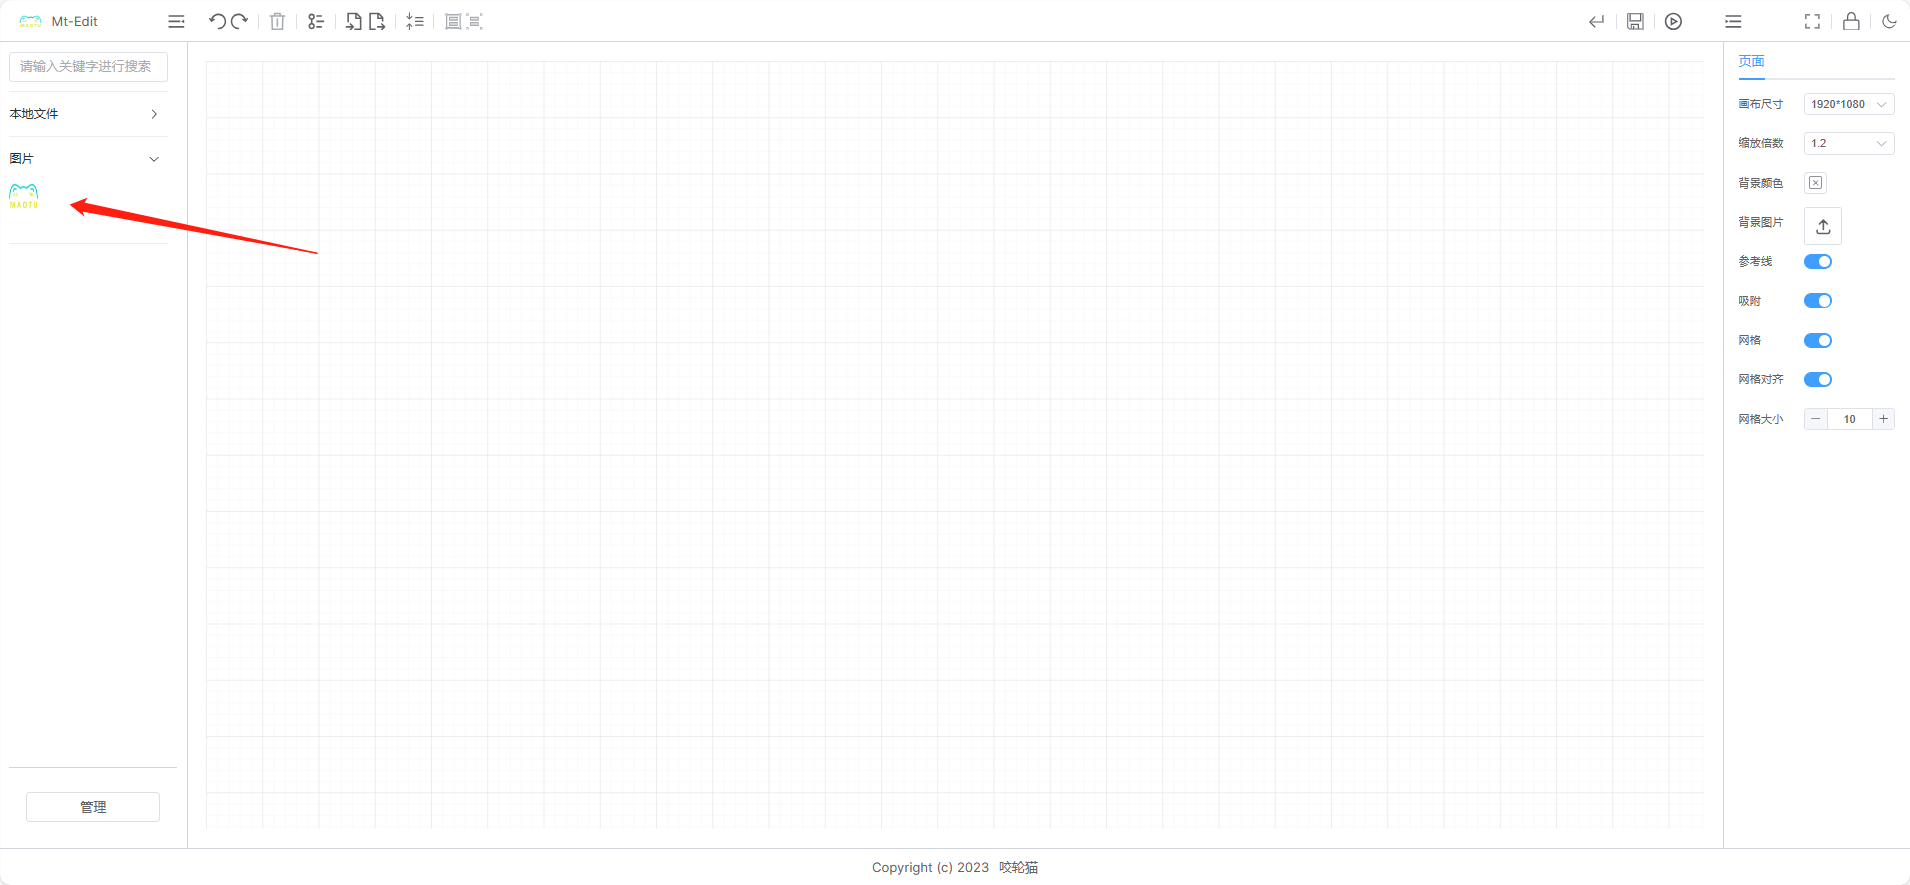 MAOTU
Mt-Edit
请输入关键字进行搜索
本地文件
图片
MAOTU
管理
页面
画布尺寸 1920*1080
缩放倍数 1.2
背景颜色
背景图片
参考线
吸附
网格
网格对齐
网格大小 10
Copyright (c) 2023 咬轮猫